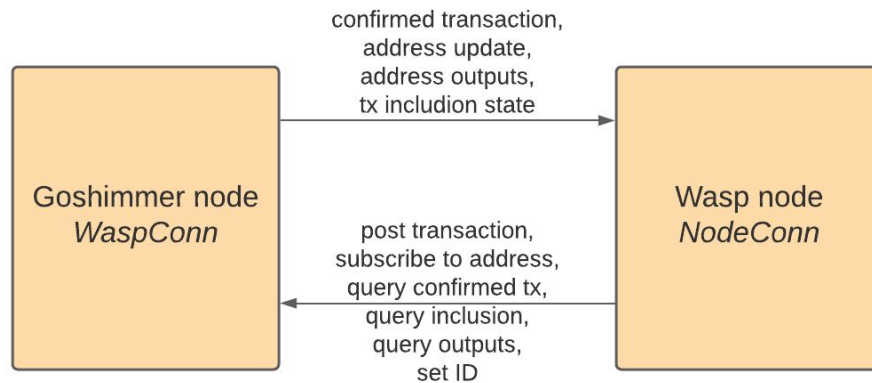 confirmed transaction,
address update,
address outputs,
tx includion state
Goshimmer node
WaspConn
Wasp node
NodeConn
post transaction,
subscribe to address,
query confirmed tx,
query inclusion,
query outputs,
set ID